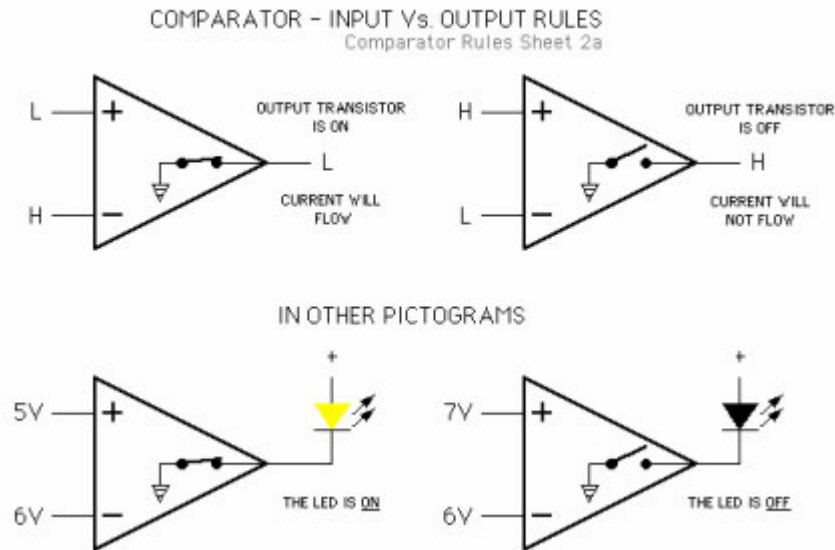 COMPARATOR - INPUT Vs. OUTPUT RULES
Comparator Rules Sheet 2a
L
+
OUTPUT TRANSISTOR
IS ON
L
H
−
CURRENT WILL
FLOW
H
+
OUTPUT TRANSISTOR
IS OFF
H
L
−
CURRENT WILL
NOT FLOW
IN OTHER PICTOGRAMS
+
5V
+
6V
−
THE LED IS ON
+
7V
+
6V
−
THE LED IS OFF